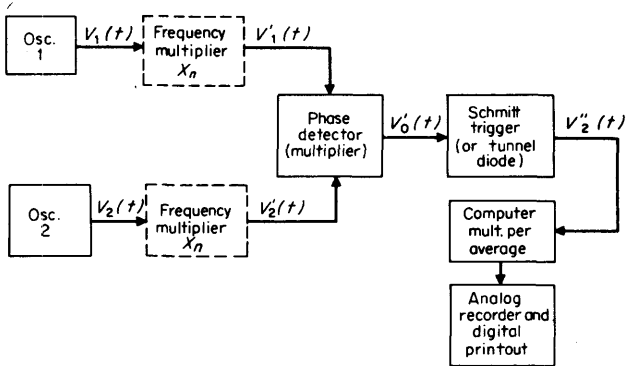 Osc.
1
V₁(t)
Frequency
multiplier
Xn
V'₁(t)
Phase
detector
(multiplier)
V'₀(t)
Schmitt
trigger
(or tunnel
diode)
V''₂(t)
Osc.
2
V₂(t)
Frequency
multiplier
Xn
V'₂(t)
Computer
mult. per
average
Analog
recorder and
digital
printout